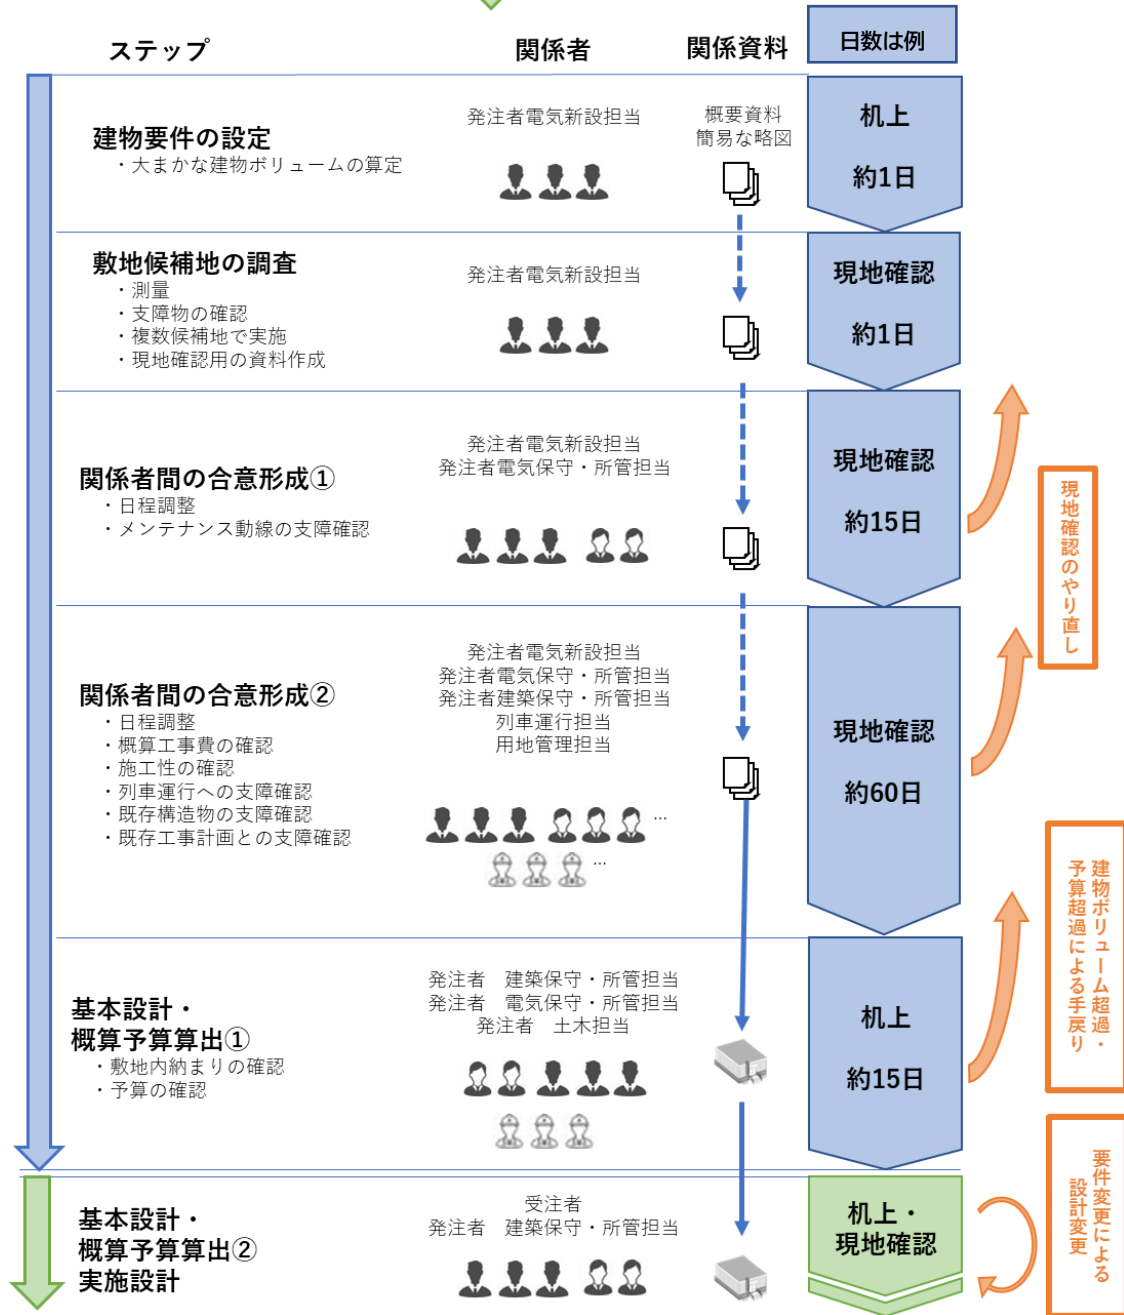 ステップ
関係者
関係資料
日数は例
建物要件の設定
・大まかな建物ボリュームの算定
発注者電気新設担当
概要資料
簡易な略図
机上
約1日
敷地候補地の調査
・測量
・支障物の確認
・複数候補地で実施
・現地確認用の資料作成
発注者電気新設担当
現地確認
約1日
関係者間の合意形成①
・日程調整
・メンテナンス動線の支障確認
発注者電気新設担当
発注者電気保守・所管担当
現地確認
約15日
現地確認のやり直し
関係者間の合意形成②
・日程調整
・概算工事費の確認
・施工性の確認
・列車運行への支障確認
・既存構造物の支障確認
・既存工事計画との支障確認
発注者電気新設担当
発注者電気保守・所管担当
発注者建築保守・所管担当
列車運行担当
用地管理担当
…
…
現地確認
約60日
建物ボリューム超過・
予算超過による手戻り
基本設計・
概算予算算出①
・敷地内納まりの確認
・予算の確認
発注者　建築保守・所管担当
発注者　電気保守・所管担当
発注者　土木担当
机上
約15日
基本設計・
概算予算算出②
実施設計
受注者
発注者　建築保守・所管担当
机上・
現地確認
要件変更による
設計変更